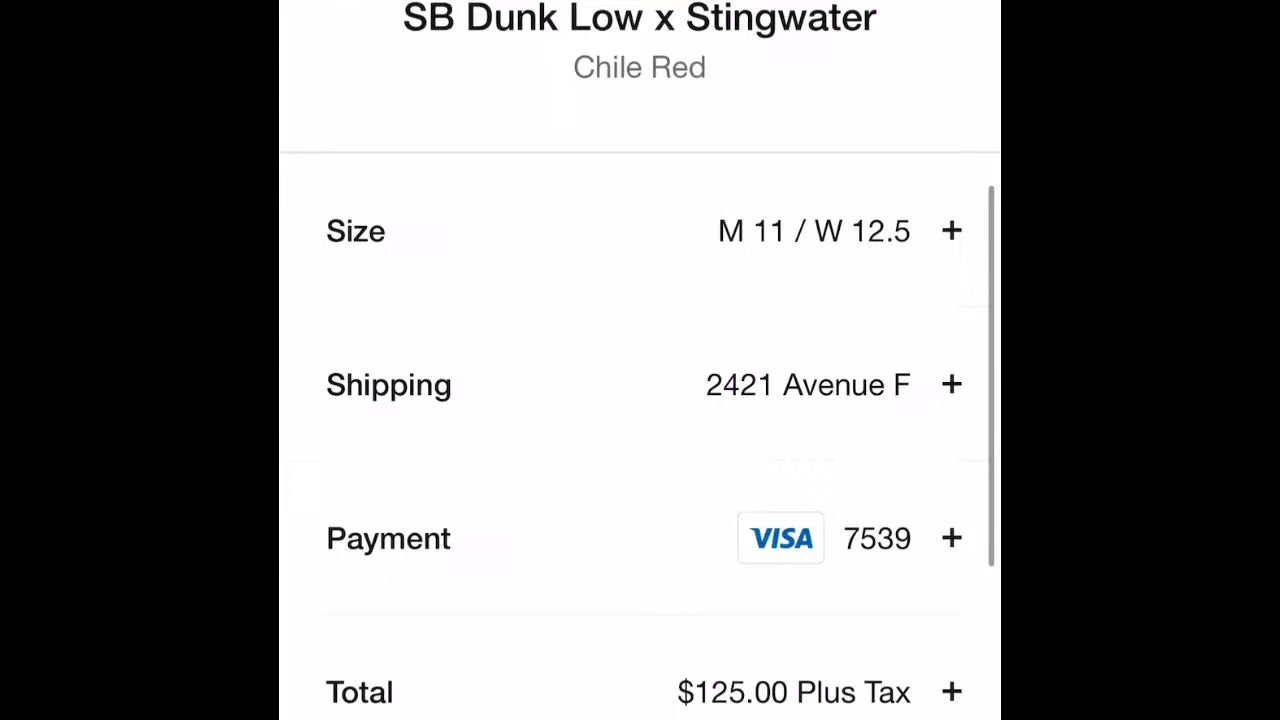 SB Dunk Low x Stingwater
Chile Red
Size M 11 / W 12.5 +
Shipping 2421 Avenue F +
Payment VISA 7539 +
Total $125.00 Plus Tax +